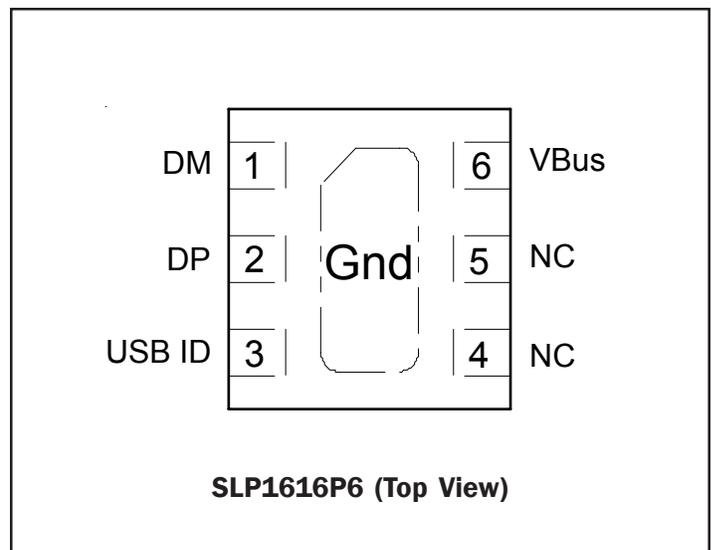 DM 1 6 VBus
DP 2 Gnd 5 NC
USB ID 3 4 NC
SLP1616P6 (Top View)